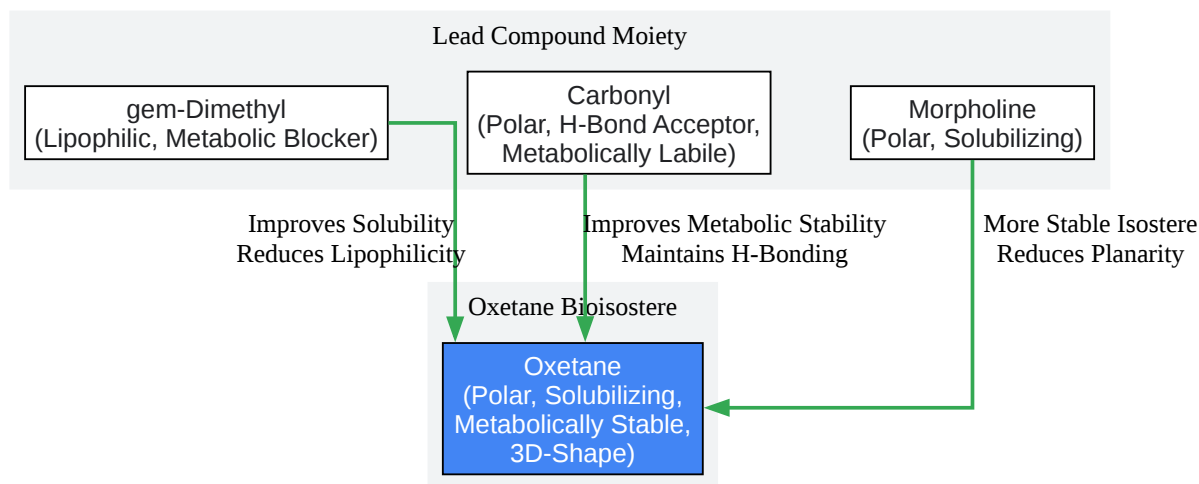 Lead Compound Moiety
gem-Dimethyl
(Lipophilic, Metabolic Blocker)
Carbonyl
(Polar, H-Bond Acceptor,
Metabolically Labile)
Morpholine
(Polar, Solubilizing)
Improves Solubility
Reduces Lipophilicity
Improves Metabolic Stability
Maintains H-Bonding
More Stable Isostere
Reduces Planarity
Oxetane Bioisostere
Oxetane
(Polar, Solubilizing,
Metabolically Stable,
3D-Shape)